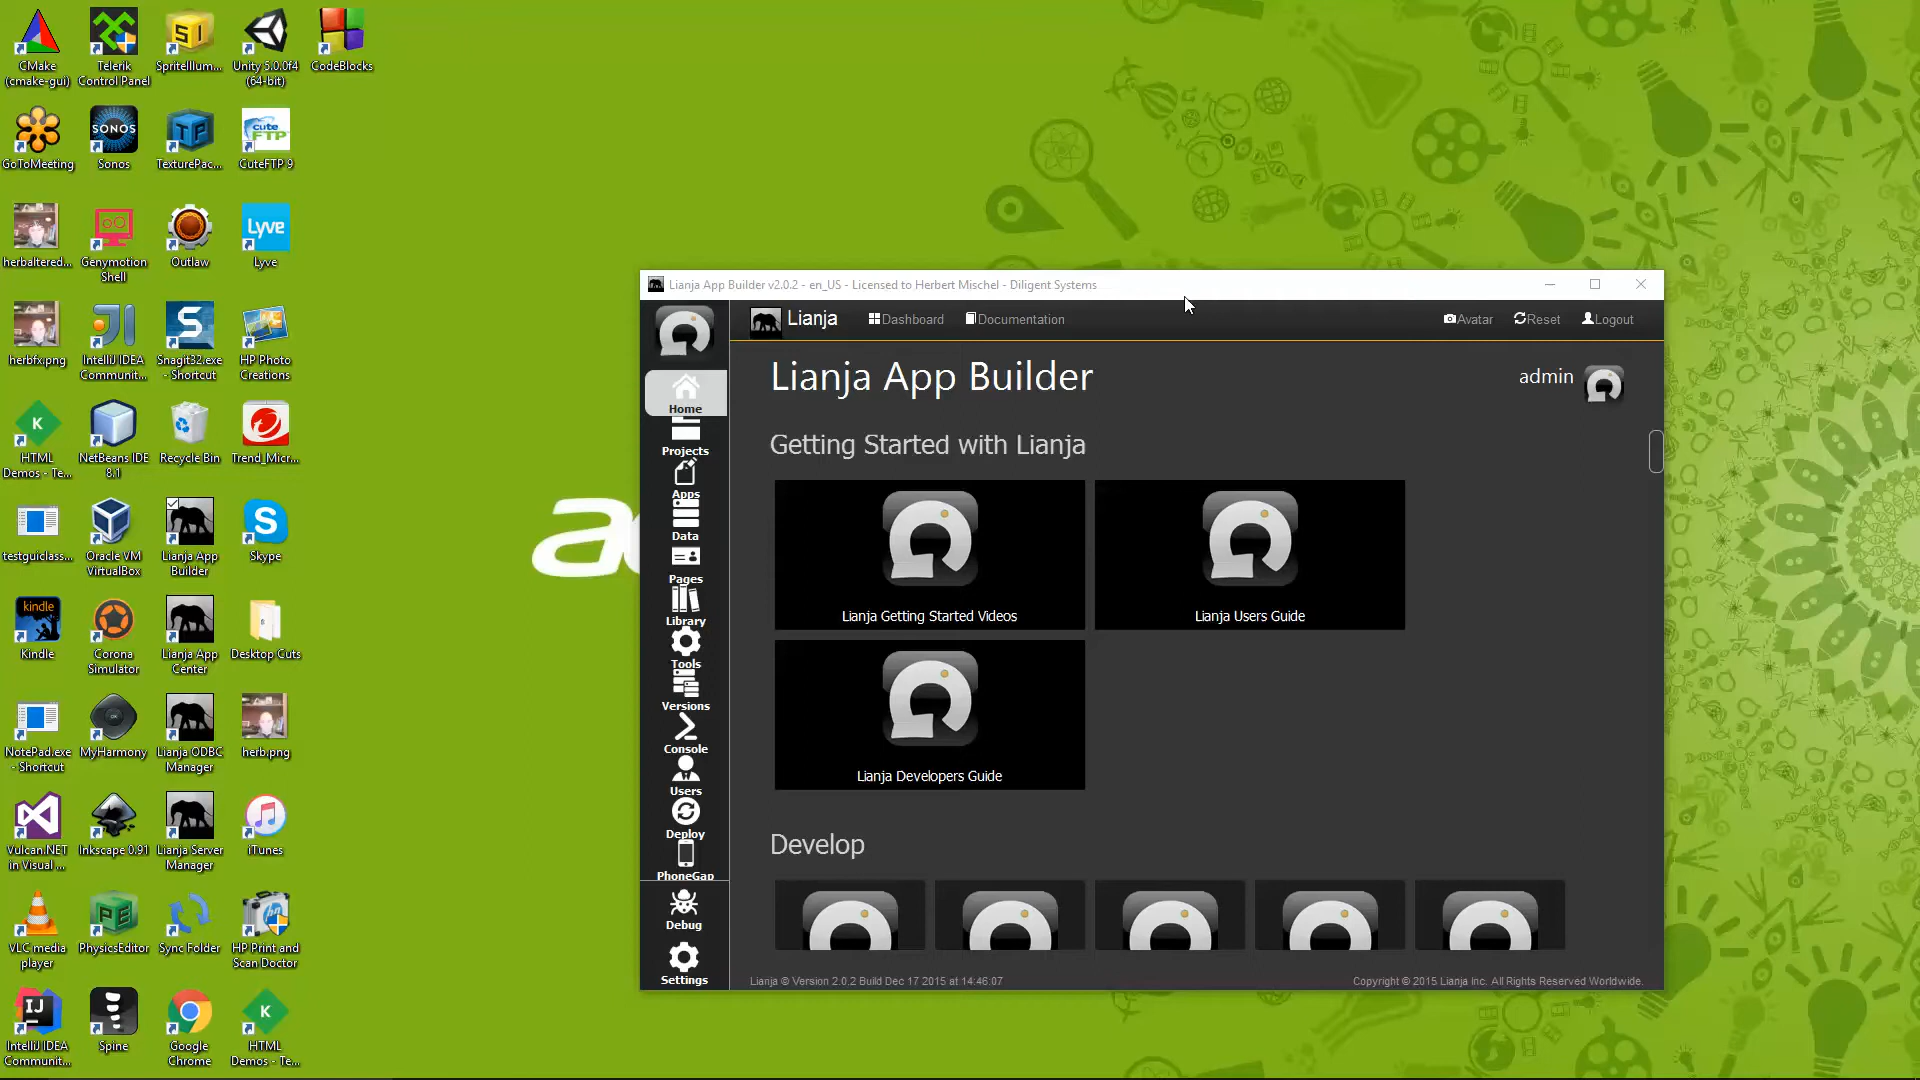 CMake
(cmake-gui)
Telerik
Control Panel
SI
SpriteIllum...
Unity 5.0.0f4
(64-bit)
CodeBlocks
GoToMeeting
SONOS
Sonos
TP
TexturePac...
cute
FTP
CuteFTP 9
herbaltered...
Genymotion
Shell
Outlaw
Lyve
Lyve
herbfx.png
IntelliJ IDEA
Communit...
Snagit32.exe
- Shortcut
HP Photo
Creations
K
HTML
Demos - Te...
NetBeans IDE
8.1
Recycle Bin
Trend_Micr...
testguiclass...
Oracle VM
VirtualBox
Lianja App
Builder
Skype
kindle
Kindle
Corona
Simulator
Lianja App
Center
Desktop Cuts
NotePad.exe
- Shortcut
MyHarmony
Lianja ODBC
Manager
herb.png
Vulcan.NET
in Visual ...
Inkscape 0.91
Lianja Server
Manager
iTunes
VLC media
player
PE
PhysicsEditor
Sync Folder
HP Print and
Scan Doctor
IJ
IntelliJ IDEA
Communit...
Spine
Google
Chrome
K
HTML
Demos - Te...
Lianja App Builder v2.0.2 - en_US - Licensed to Herbert Mischel - Diligent Systems
Lianja
Dashboard
Documentation
Avatar
Reset
Logout
Home
Projects
Apps
Data
Pages
Library
Tools
Versions
Console
Users
Deploy
PhoneGap
Debug
Settings
Lianja App Builder
admin
Getting Started with Lianja
Lianja Getting Started Videos
Lianja Users Guide
Lianja Developers Guide
Develop
Lianja © Version 2.0.2 Build Dec 17 2015 at 14:46:07
Copyright © 2015 Lianja Inc. All Rights Reserved Worldwide.